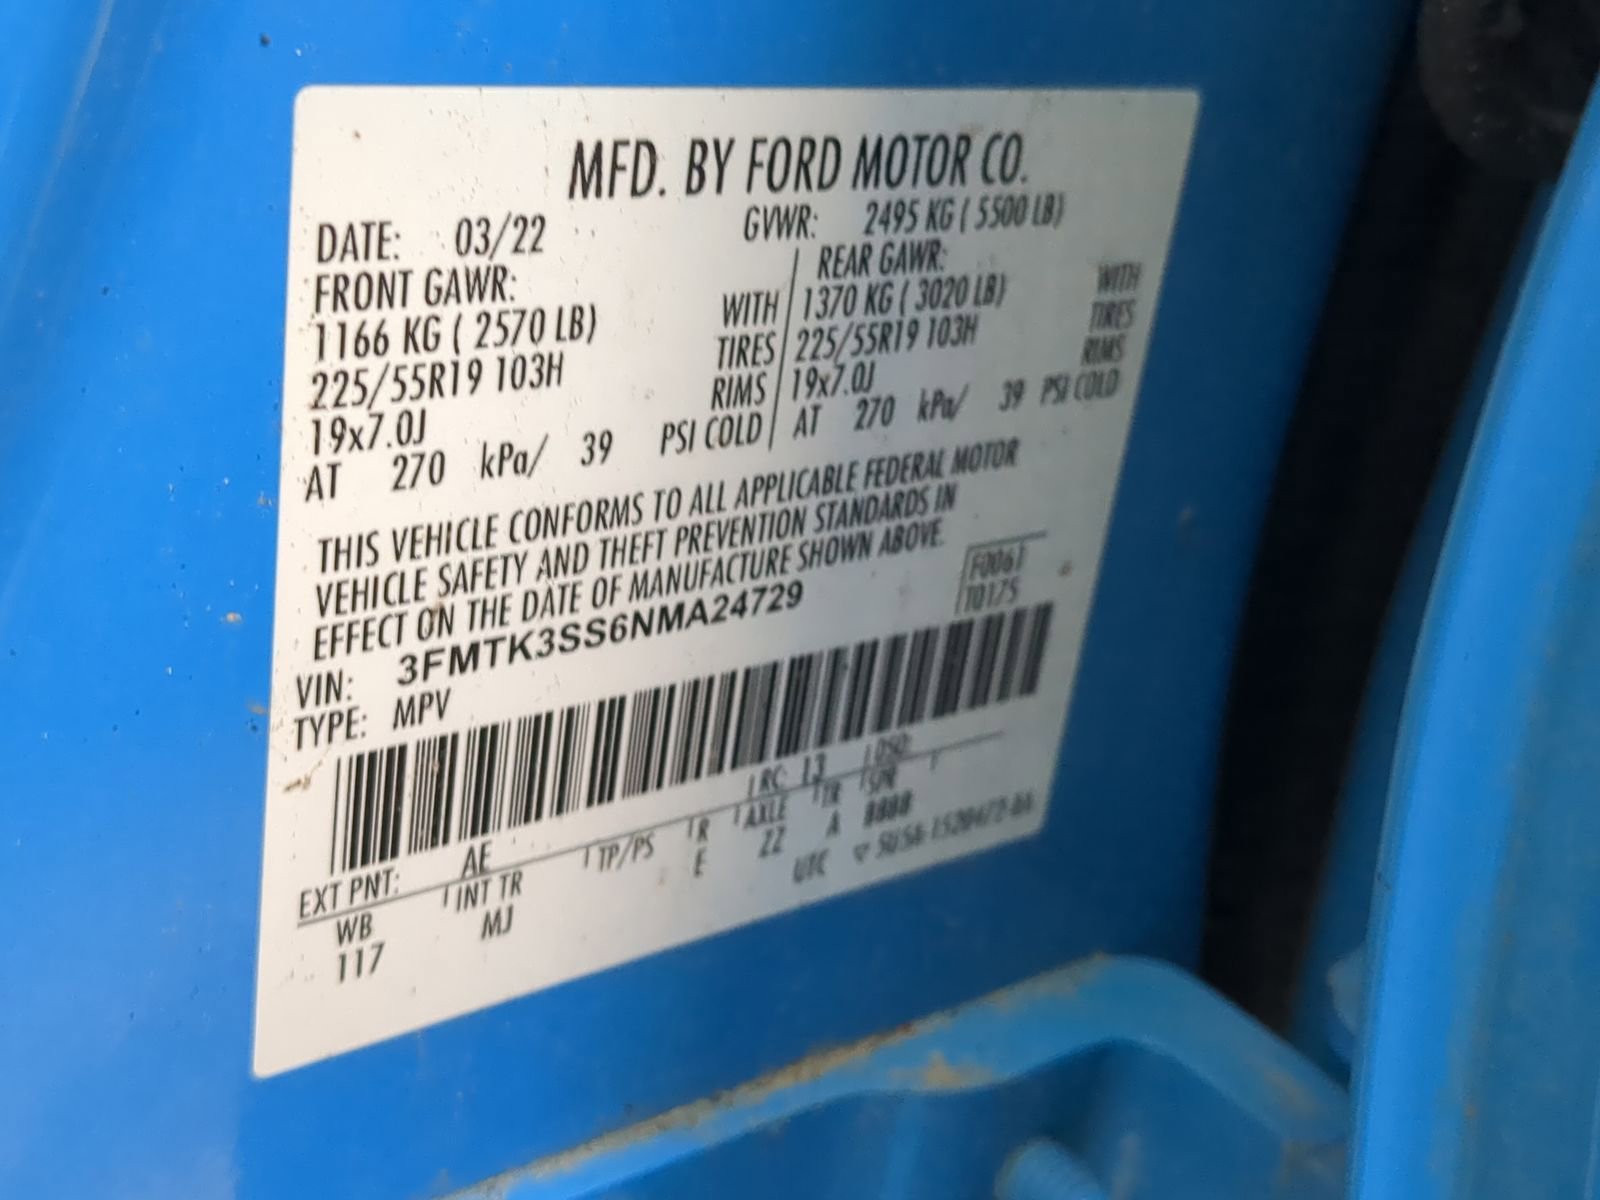 MFD. BY FORD MOTOR CO.
DATE: 03/22 GVWR: 2495 KG ( 5500 LB)
FRONT GAWR: REAR GAWR:
1166 KG ( 2570 LB) WITH 1370 KG ( 3020 LB) WITH
225/55R19 103H TIRES 225/55R19 103H TIRES
19x7.0J RIMS 19x7.0J RIMS
AT 270 kPa/ 39 PSI COLD AT 270 kPa/ 39 PSI COLD
THIS VEHICLE CONFORMS TO ALL APPLICABLE FEDERAL MOTOR
VEHICLE SAFETY AND THEFT PREVENTION STANDARDS IN
EFFECT ON THE DATE OF MANUFACTURE SHOWN ABOVE.
F0061
T0175
VIN: 3FMTK3SS6NMA24729
TYPE: MPV
EXT PNT: AE RC: 13 DSO:
WB INT TR TP/PS R AXLE TR SPR
117 MJ E ZZ A 8888
UTC